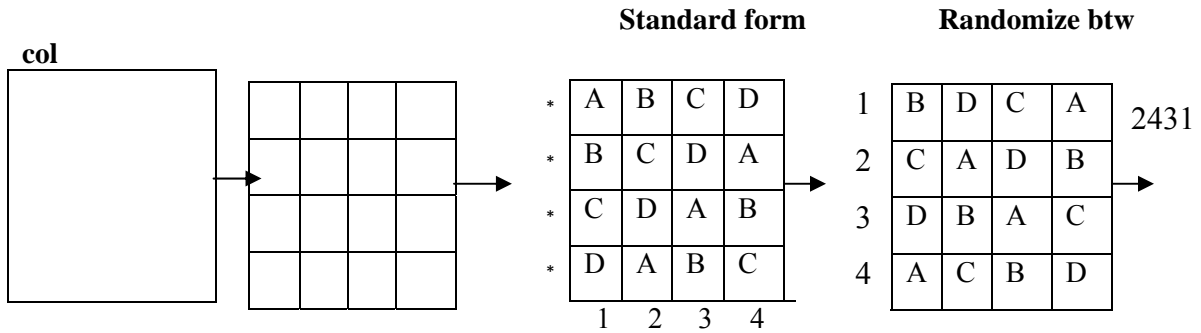 Standard form Randomize btw
col
* A B C D 1 B D C A 2431
* B C D A 2 C A D B
* C D A B 3 D B A C
* D A B C 4 A C B D
1 2 3 4